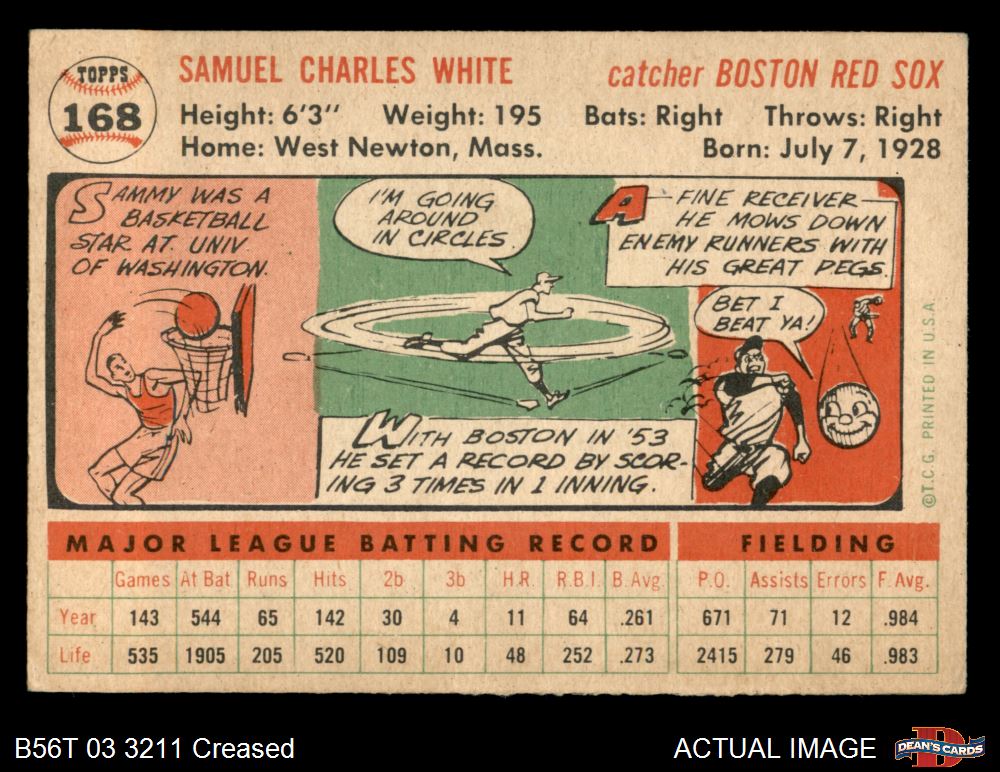 TOPPS
168
SAMUEL CHARLES WHITE
catcher BOSTON RED SOX
Height: 6'3" Weight: 195 Bats: Right Throws: Right
Home: West Newton, Mass. Born: July 7, 1928
SAMMY WAS A
BASKETBALL
STAR AT UNIV.
OF WASHINGTON.
I'M GOING
AROUND
IN CIRCLES
WITH BOSTON IN '53
HE SET A RECORD BY SCOR-
ING 3 TIMES IN 1 INNING.
A FINE RECEIVER
HE MOWS DOWN
ENEMY RUNNERS WITH
HIS GREAT PEGS.
BET I
BEAT YA!
©T.C.G. PRINTED IN U.S.A
MAJOR LEAGUE BATTING RECORD FIELDING
Games At Bat Runs Hits 2b 3b H.R. R.B.I. B.Avg. P.O. Assists Errors F. Avg.
Year 143 544 65 142 30 4 11 64 .261 671 71 12 .984
Life 535 1905 205 520 109 10 48 252 .273 2415 279 46 .983
B56T 03 3211 Creased
ACTUAL IMAGE
DEAN'S CARDS